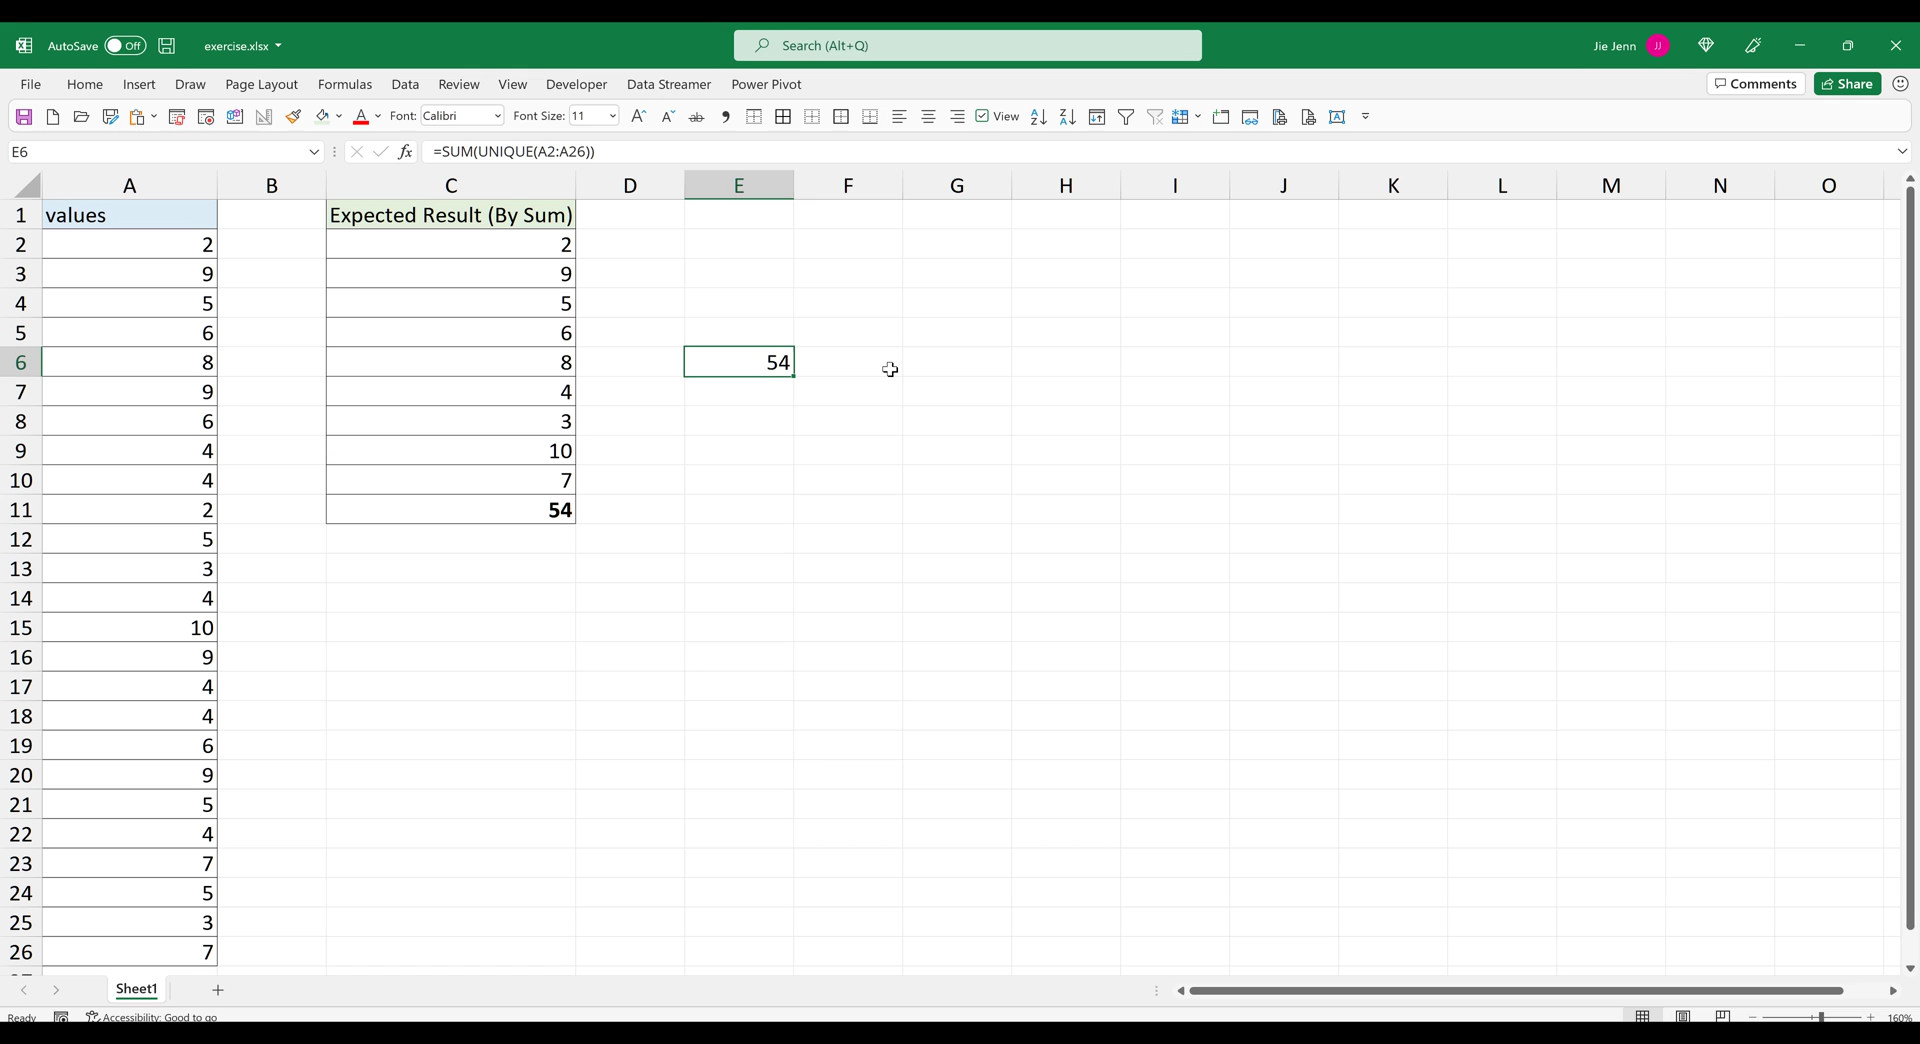 AutoSave Off exercise.xlsx Search (Alt+Q) Jie Jenn JJ
File Home Insert Draw Page Layout Formulas Data Review View Developer Data Streamer Power Pivot Comments Share
Font: Calibri Font Size: 11 View
E6 fx =SUM(UNIQUE(A2:A26))
A B C D E F G H I J K L M N O
1 values Expected Result (By Sum)
2 2 2
3 9 9
4 5 5
5 6 6
6 8 8 54
7 9 4
8 6 3
9 4 10
10 4 7
11 2 54
12 5
13 3
14 4
15 10
16 9
17 4
18 4
19 6
20 9
21 5
22 4
23 7
24 5
25 3
26 7
Sheet1
Ready Accessibility: Good to go 160%